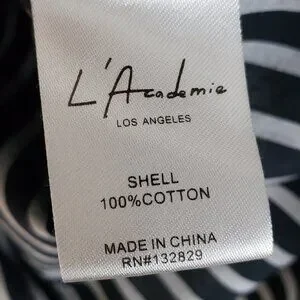 L'Academie
LOS ANGELES
SHELL
100%COTTON
MADE IN CHINA
RN#132829